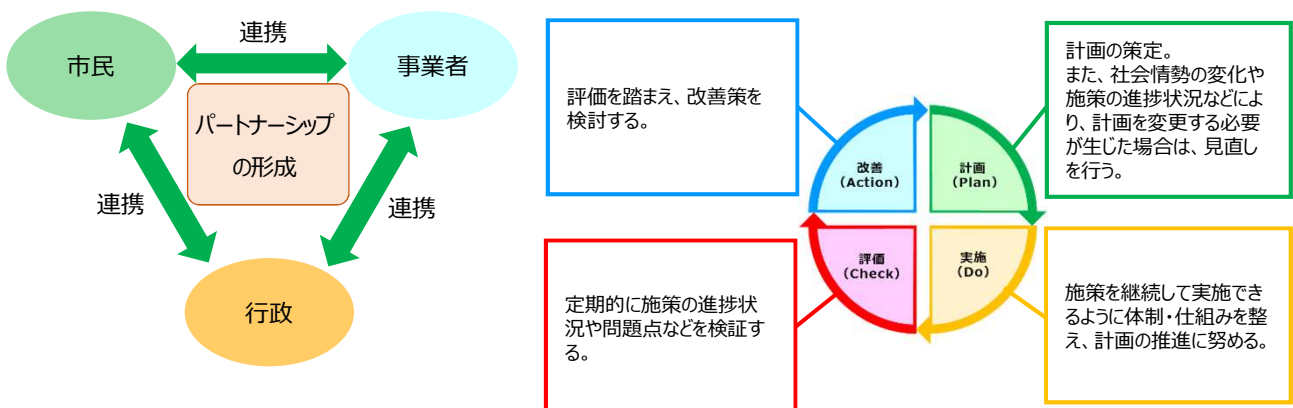 連携
市民
事業者
パートナーシップ
の形成
連携
連携
行政
評価を踏まえ、改善策を
検討する。
計画の策定。
また、社会情勢の変化や
施策の進捗状況などによ
り、計画を変更する必要
が生じた場合は、見直し
を行う。
改善
(Action)
計画
(Plan)
評価
(Check)
実施
(Do)
定期的に施策の進捗状
況や問題点などを検証す
る。
施策を継続して実施でき
るように体制・仕組みを整
え、計画の推進に努める。